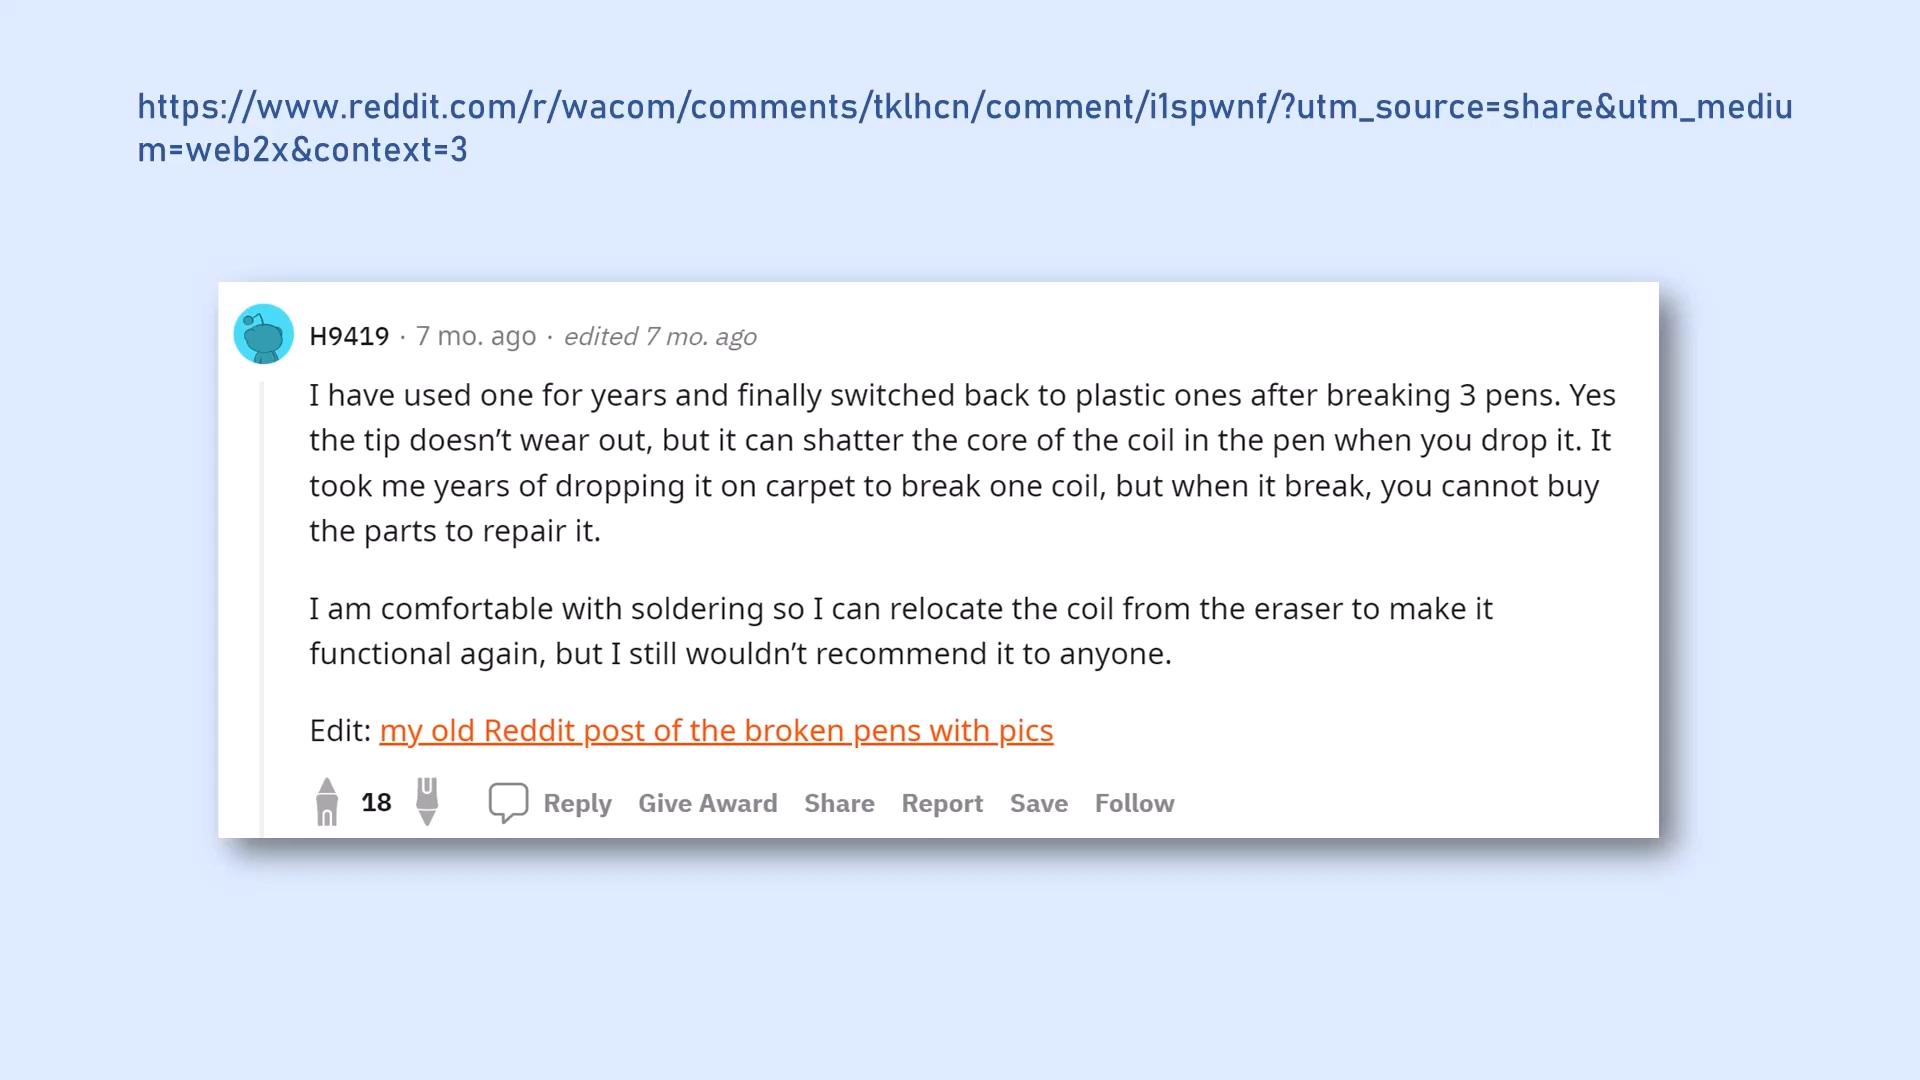 https://www.reddit.com/r/wacom/comments/tklhcn/comment/i1spwnf/?utm_source=share&utm_mediu
m=web2x&context=3
H9419 · 7 mo. ago · edited 7 mo. ago
I have used one for years and finally switched back to plastic ones after breaking 3 pens. Yes
the tip doesn’t wear out, but it can shatter the core of the coil in the pen when you drop it. It
took me years of dropping it on carpet to break one coil, but when it break, you cannot buy
the parts to repair it.
I am comfortable with soldering so I can relocate the coil from the eraser to make it
functional again, but I still wouldn’t recommend it to anyone.
Edit: my old Reddit post of the broken pens with pics
18 Reply Give Award Share Report Save Follow